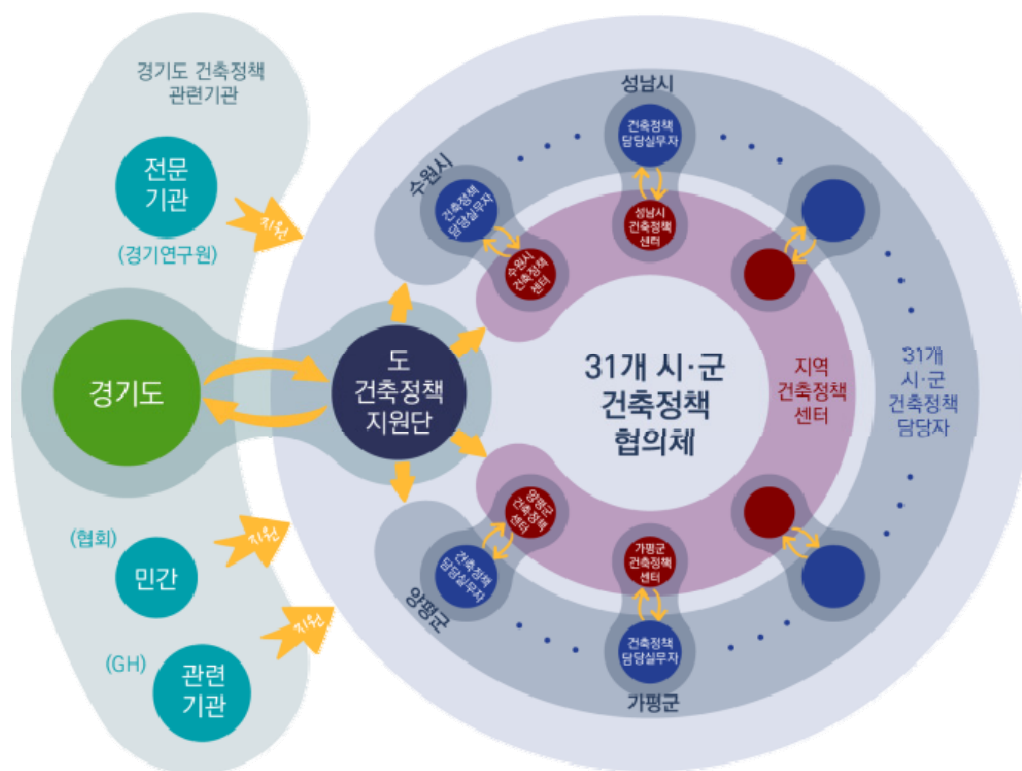 경기도 건축정책
관련기관
전문
기관
(경기연구원)
지원
경기도
(협회)
민간
지원
(GH)
관련
기관
지원
도
건축정책
지원단
수원시
건축정책
담당실무자
수원시
건축정책
센터
성남시
건축정책
담당실무자
성남시
건축정책
센터
31개 시·군
건축정책
협의체
지역
건축정책
센터
31개
시·군
건축정책
담당자
양평군
건축정책
센터
건축정책
담당실무자
양평군
가평군
건축정책
센터
건축정책
담당실무자
가평군